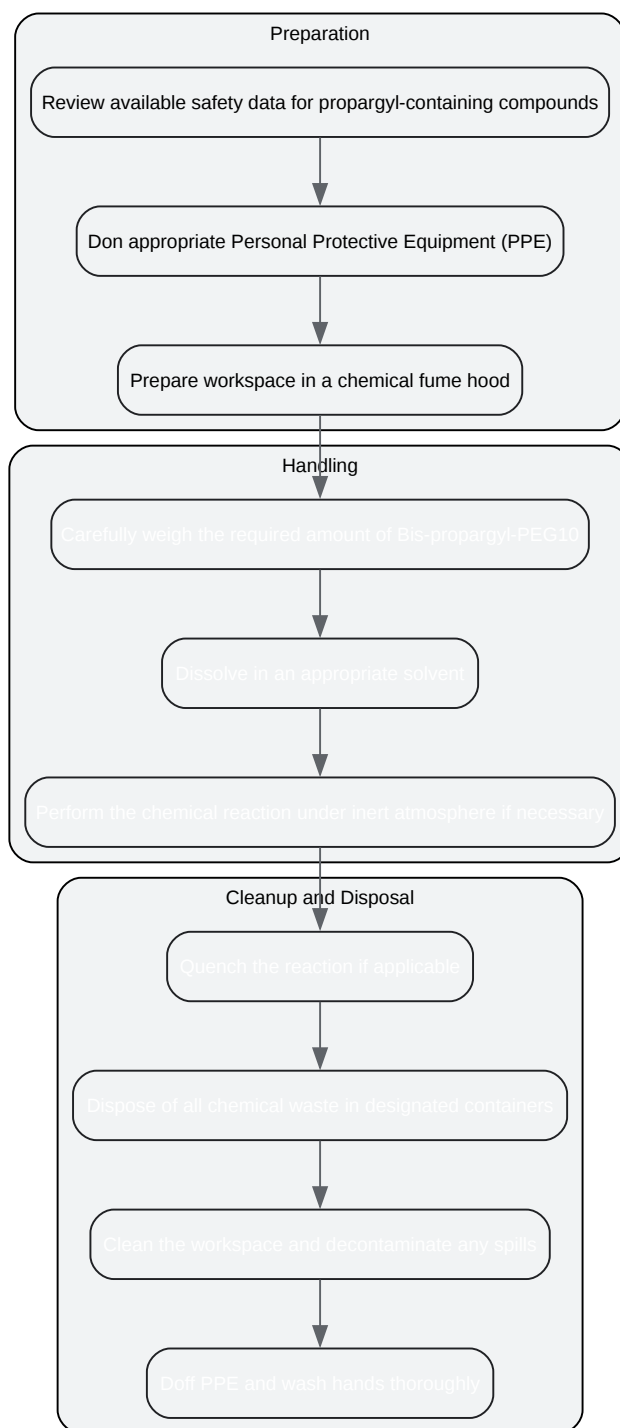 Preparation
Review available safety data for propargyl-containing compounds
Don appropriate Personal Protective Equipment (PPE)
Prepare workspace in a chemical fume hood
Handling
Carefully weigh the required amount of Bis-propargyl-PEG10
Dissolve in an appropriate solvent
Perform the chemical reaction under inert atmosphere if necessary
Cleanup and Disposal
Quench the reaction if applicable
Dispose of all chemical waste in designated containers
Clean the workspace and decontaminate any spills
Doff PPE and wash hands thoroughly